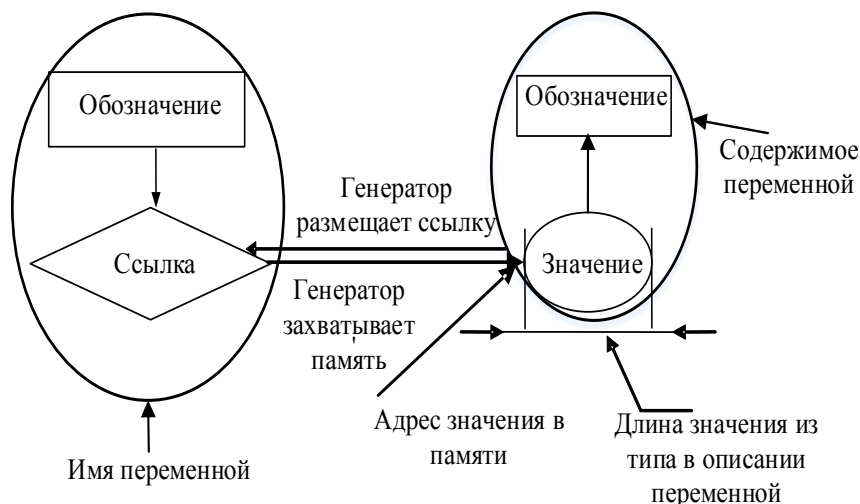 Обозначение
Обозначение
Содержимое
переменной
Генератор
размещает ссылку
Ссылка
Значение
Генератор
захватывает
память
Адрес значения в
памяти
Длина значения из
типа в описании
переменной
Имя переменной